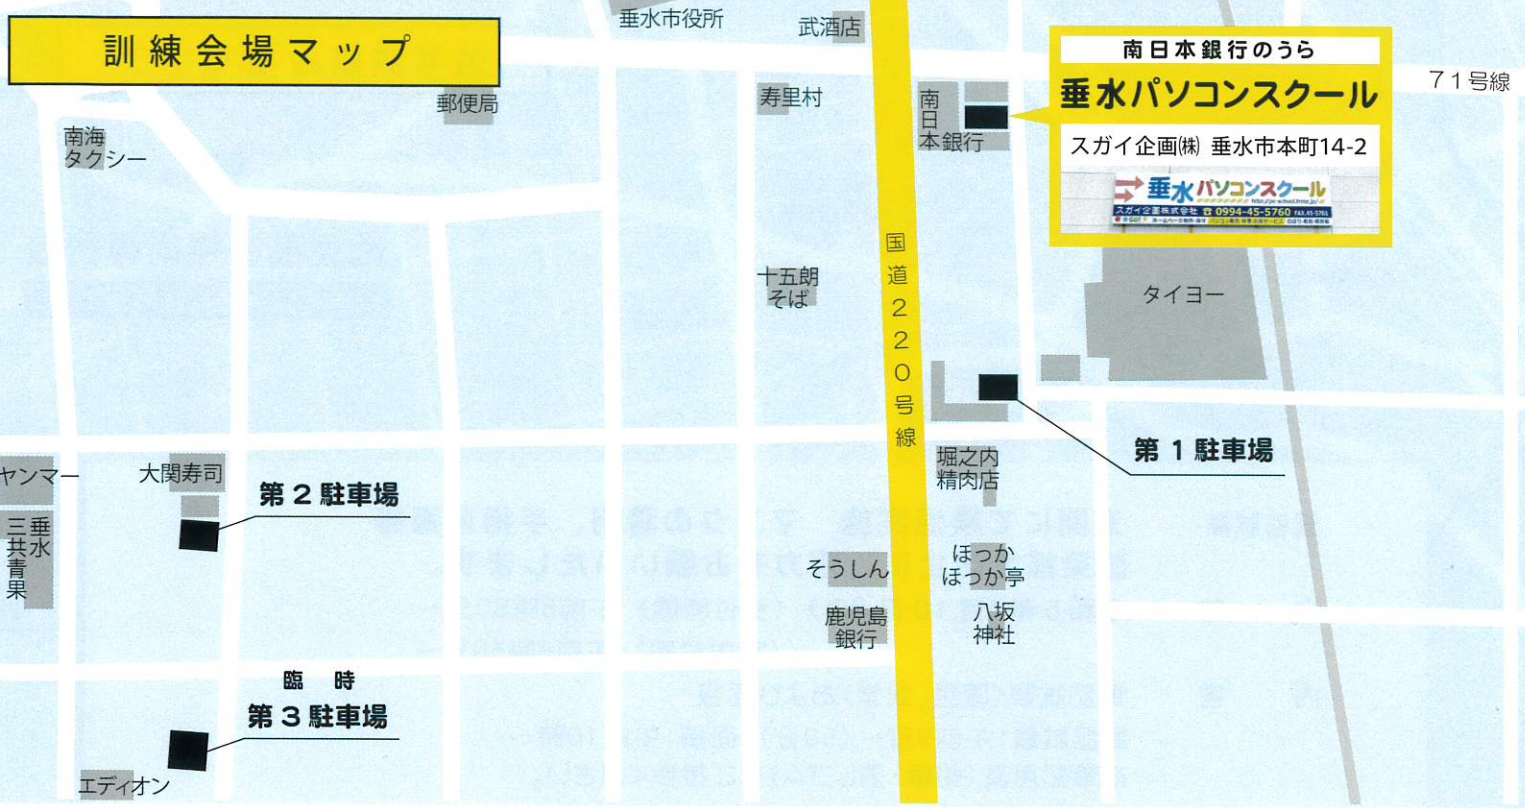 訓練会場マップ
垂水市役所
武酒店
南日本銀行のうら
垂水パソコンスクール
スガイ企画㈱ 垂水市本町14-2
垂水パソコンスクール
スガイ企画株式会社 ☎0994-45-5760 FAX.45-5761
71号線
郵便局
寿里村
南日本銀行
南海
タクシー
国道220号線
十五朗
そば
タイヨー
第1駐車場
堀之内
精肉店
ヤンマー
大関寿司
第2駐車場
垂水
三共青果
そうしん
ほっか
ほっか亭
鹿児島
銀行
八坂
神社
臨 時
第3駐車場
エディオン